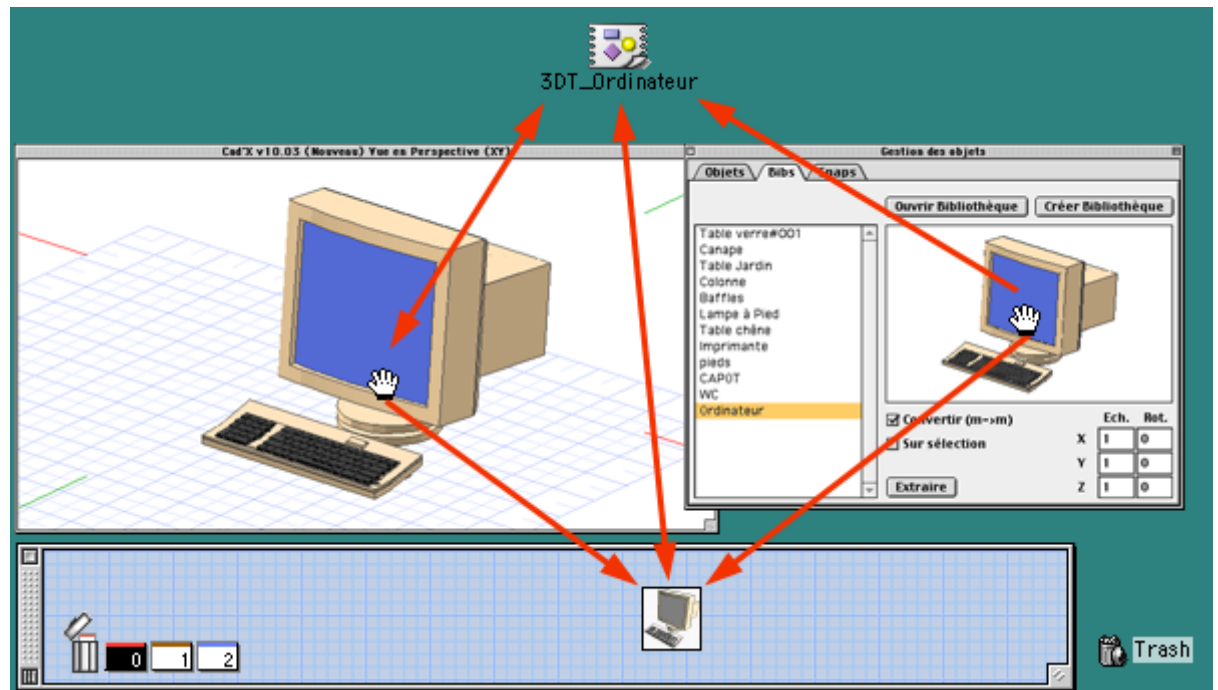 3DT_Ordinateur
Cad'X v10.03 (Nouveau) Vue en Perspective (XY)
Gestion des objets
Objets Bibs Snaps
Ouvrir Bibliothèque Créer Bibliothèque
Table verre#001
Canape
Table Jardin
Colonne
Baffles
Lampe à Pied
Table chêne
Imprimante
pieds
CAPOT
WC
Ordinateur
Convertir (m->m) Ech. Rot.
Sur sélection X 1 0
Y 1 0
Extraire Z 1 0
0 1 2
Trash